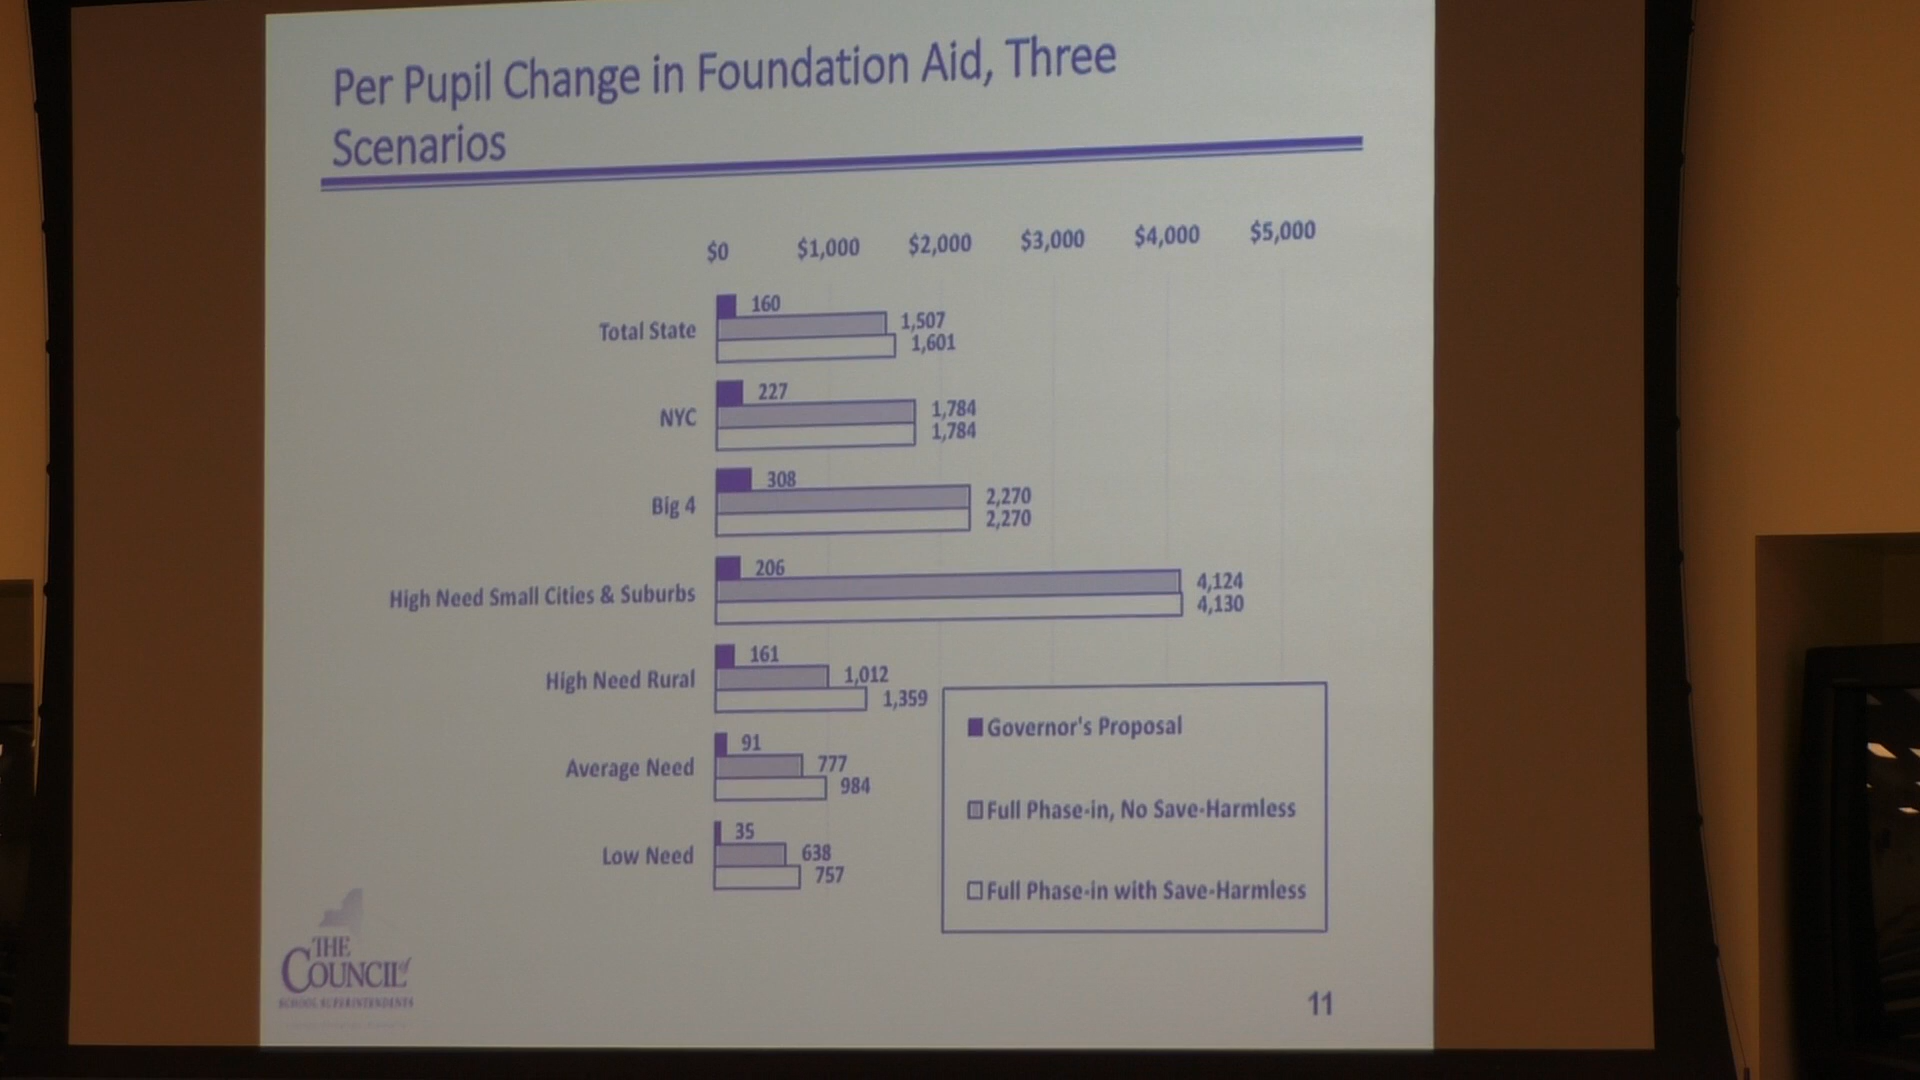 Per Pupil Change in Foundation Aid, Three
Scenarios
$0 $1,000 $2,000 $3,000 $4,000 $5,000
Total State
160
1,507
1,601
NYC
227
1,784
1,784
Big 4
308
2,270
2,270
High Need Small Cities & Suburbs
206
4,124
4,130
High Need Rural
161
1,012
1,359
Average Need
91
777
984
Low Need
35
638
757
Governor's Proposal
Full Phase-in, No Save-Harmless
Full Phase-in with Save-Harmless
THE
COUNCIL of
SCHOOL SUPERINTENDENTS
11